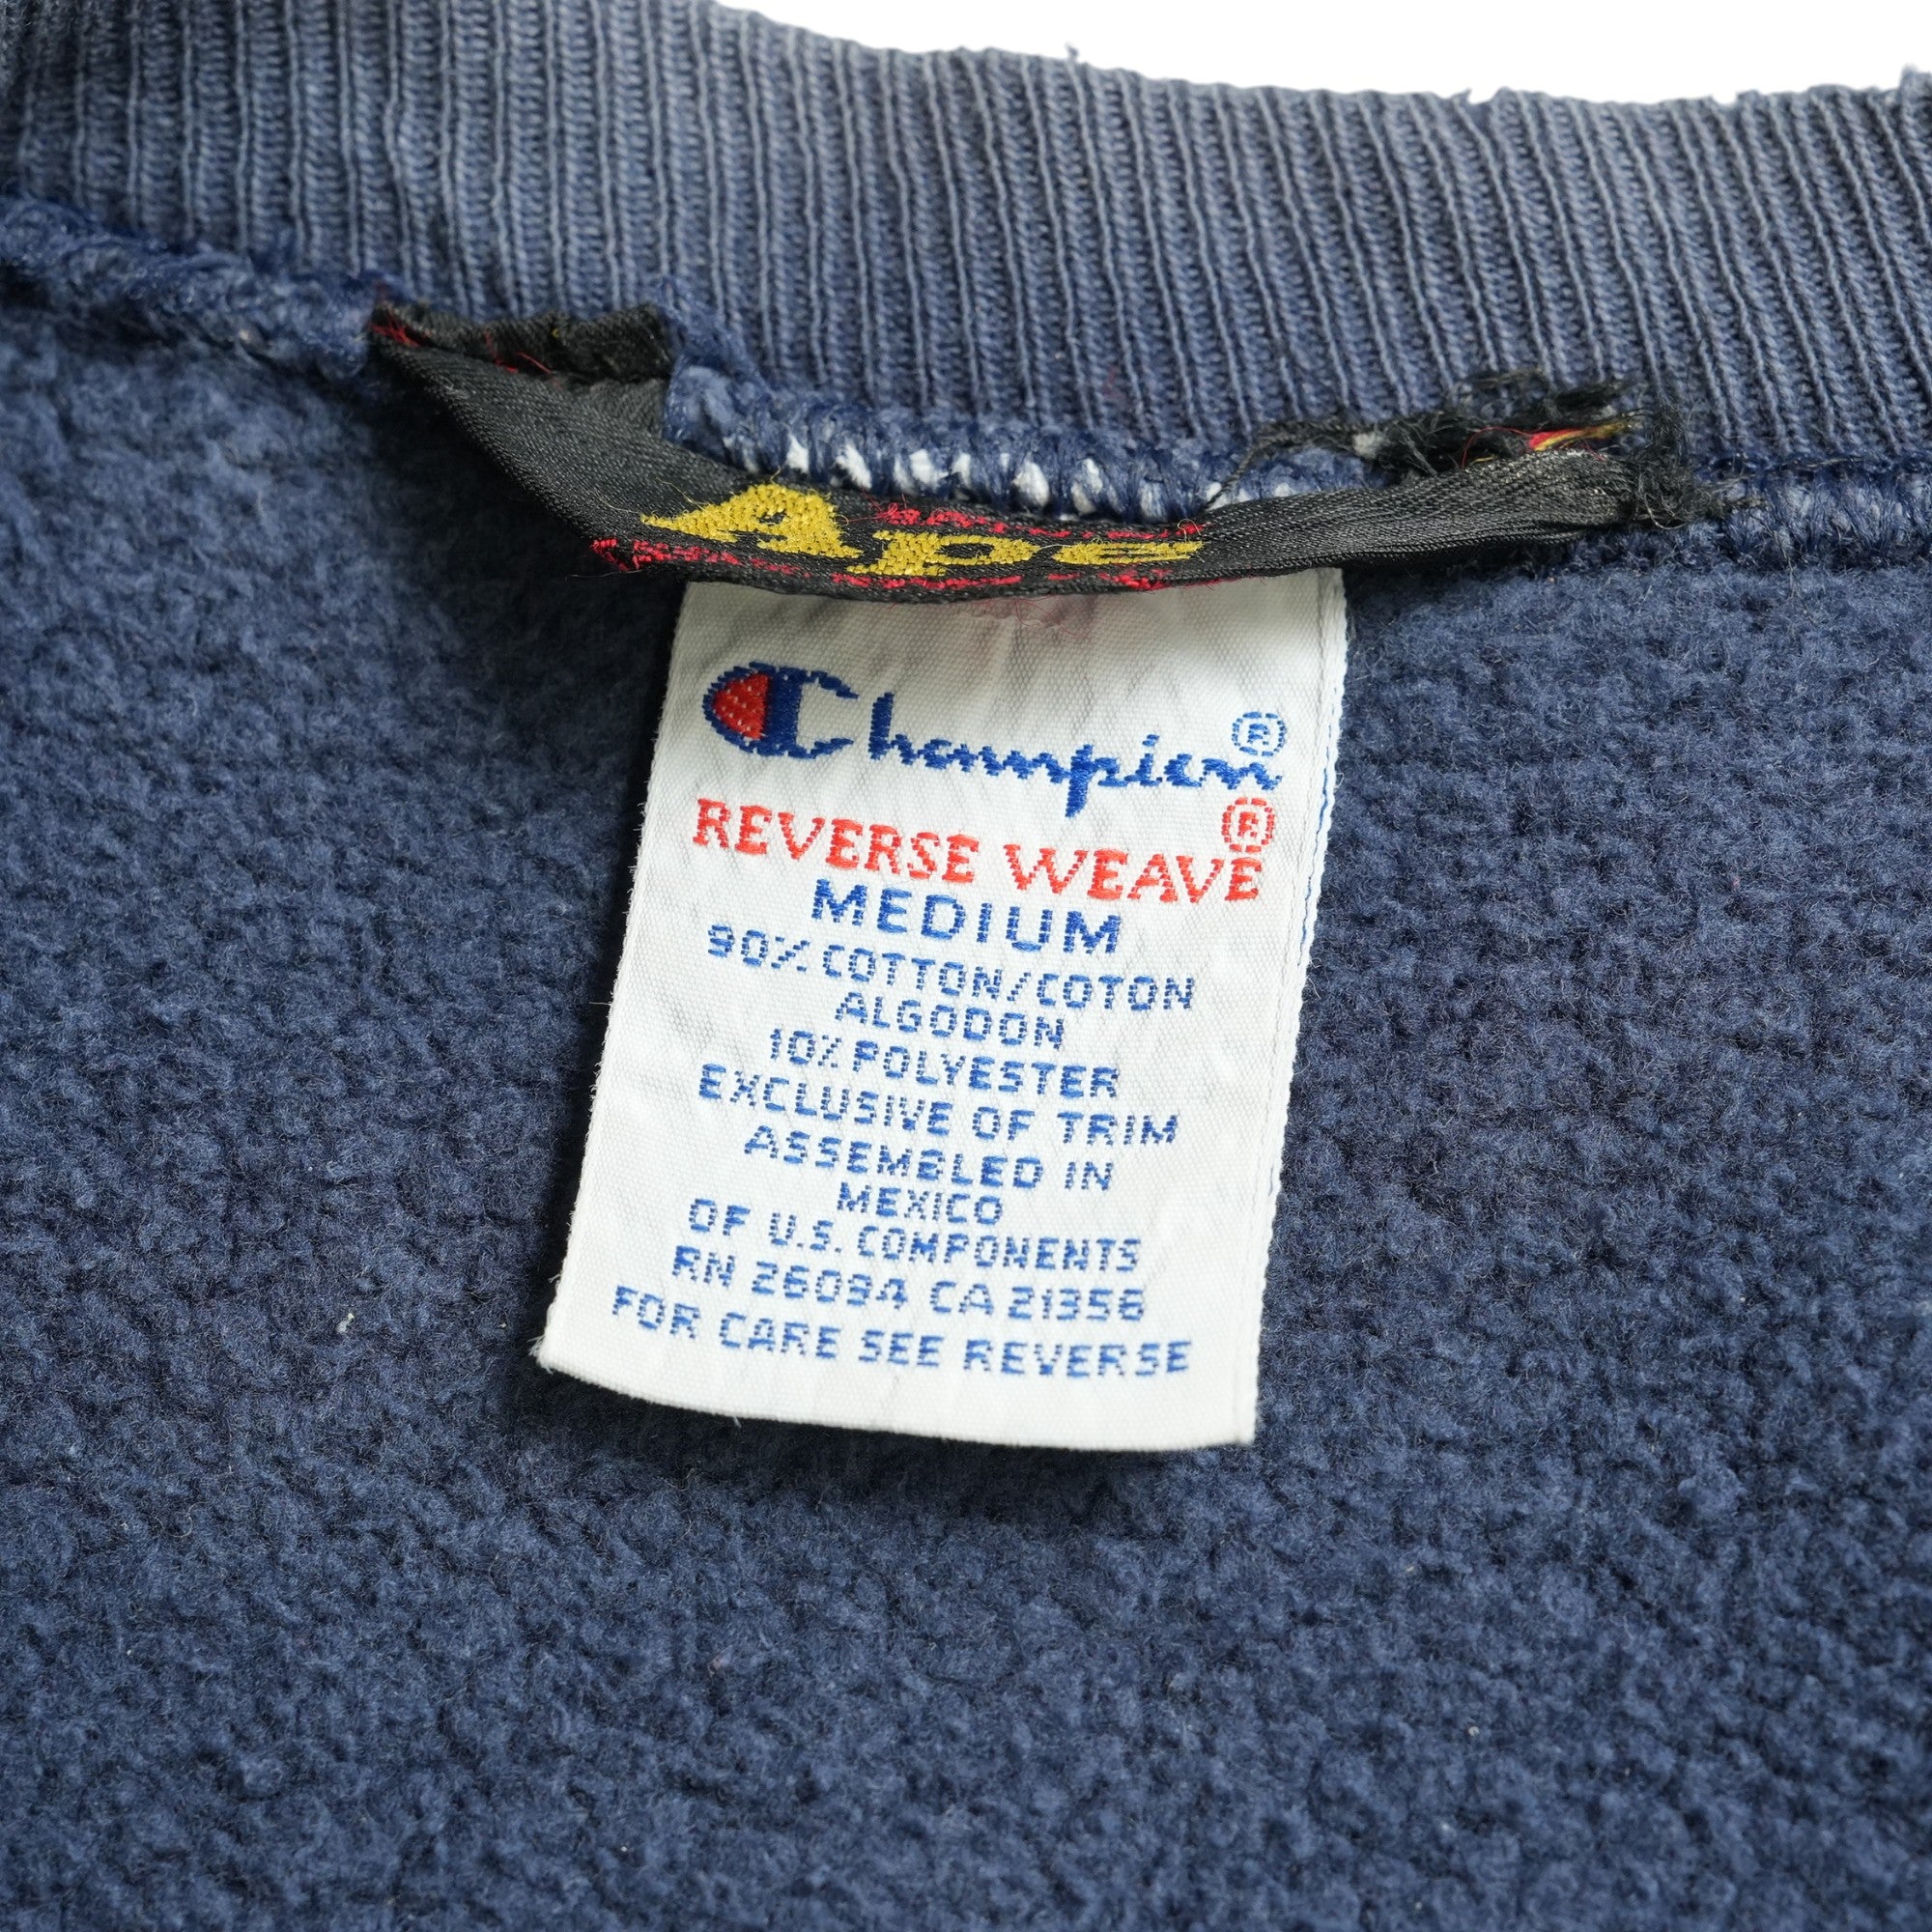 Ape
Champion®
REVERSE WEAVE®
MEDIUM
90% COTTON/COTON
ALGODON
10% POLYESTER
EXCLUSIVE OF TRIM
ASSEMBLED IN
MEXICO
OF U.S. COMPONENTS
RN 26094 CA 21356
FOR CARE SEE REVERSE